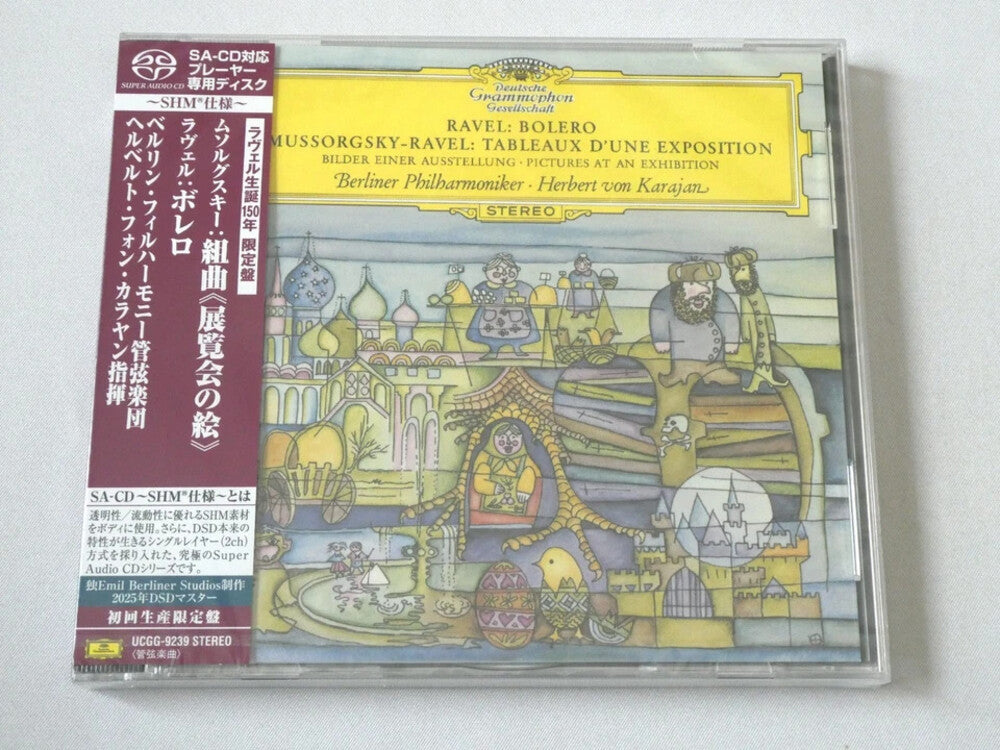 SUPER AUDIO CD
SA-CD対応
プレーヤー
専用ディスク
〜SHM®仕様〜
ラヴェル生誕150年 限定盤
ムソルグスキー:組曲《展覧会の絵》
ラヴェル:ボレロ
ベルリン・フィルハーモニー管弦楽団
ヘルベルト・フォン・カラヤン指揮
SA-CD〜SHM®仕様〜とは
透明性/流動性に優れるSHM素材
をボディに使用。さらに、DSD本来の
特性が生きるシングルレイヤー(2ch)
方式を採り入れた、究極のSuper
Audio CDシリーズです。
独Emil Berliner Studios制作
2025年DSDマスター
初回生産限定盤
UCGG-9239 STEREO
〈管弦楽曲〉
Deutsche
Grammophon
Gesellschaft
RAVEL: BOLERO
MUSSORGSKY-RAVEL: TABLEAUX D'UNE EXPOSITION
BILDER EINER AUSSTELLUNG · PICTURES AT AN EXHIBITION
Berliner Philharmoniker · Herbert von Karajan
STEREO